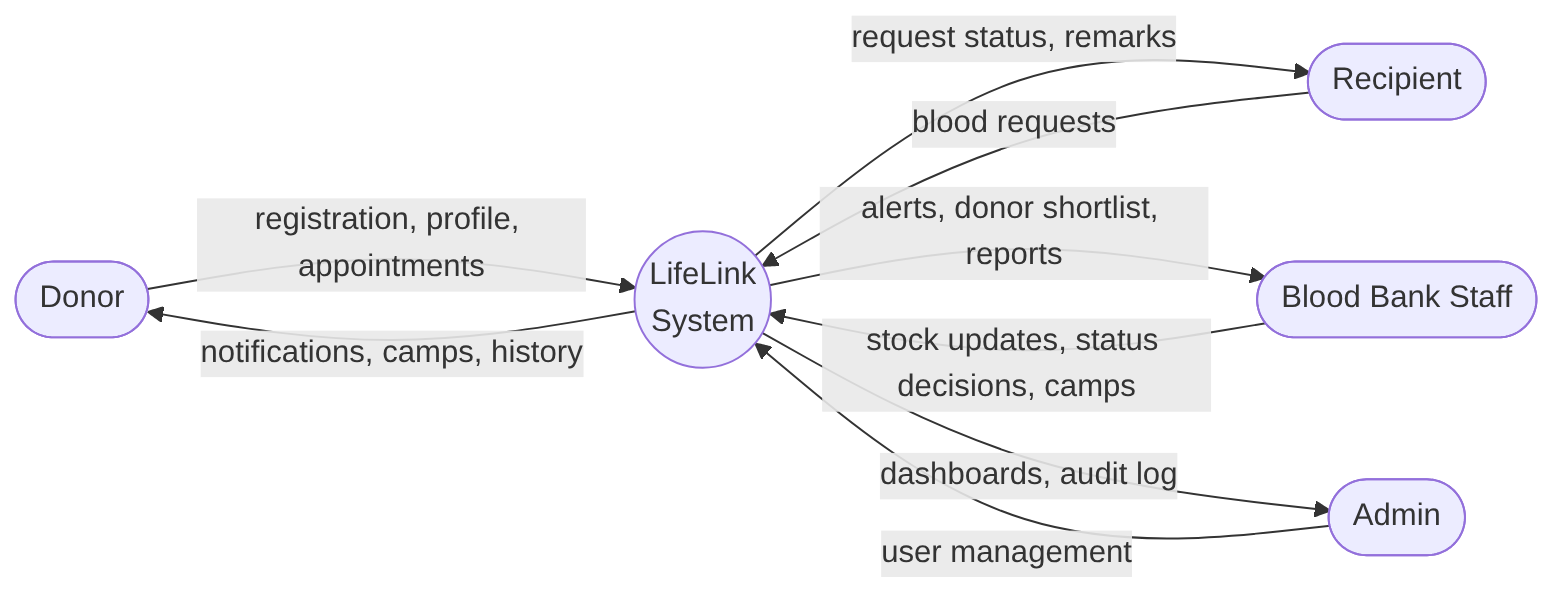 request status, remarks
Recipient
blood requests
registration, profile,
appointments
alerts, donor shortlist,
reports
Donor
LifeLink
System
Blood Bank Staff
notifications, camps, history
stock updates, status
decisions, camps
dashboards, audit log
Admin
user management